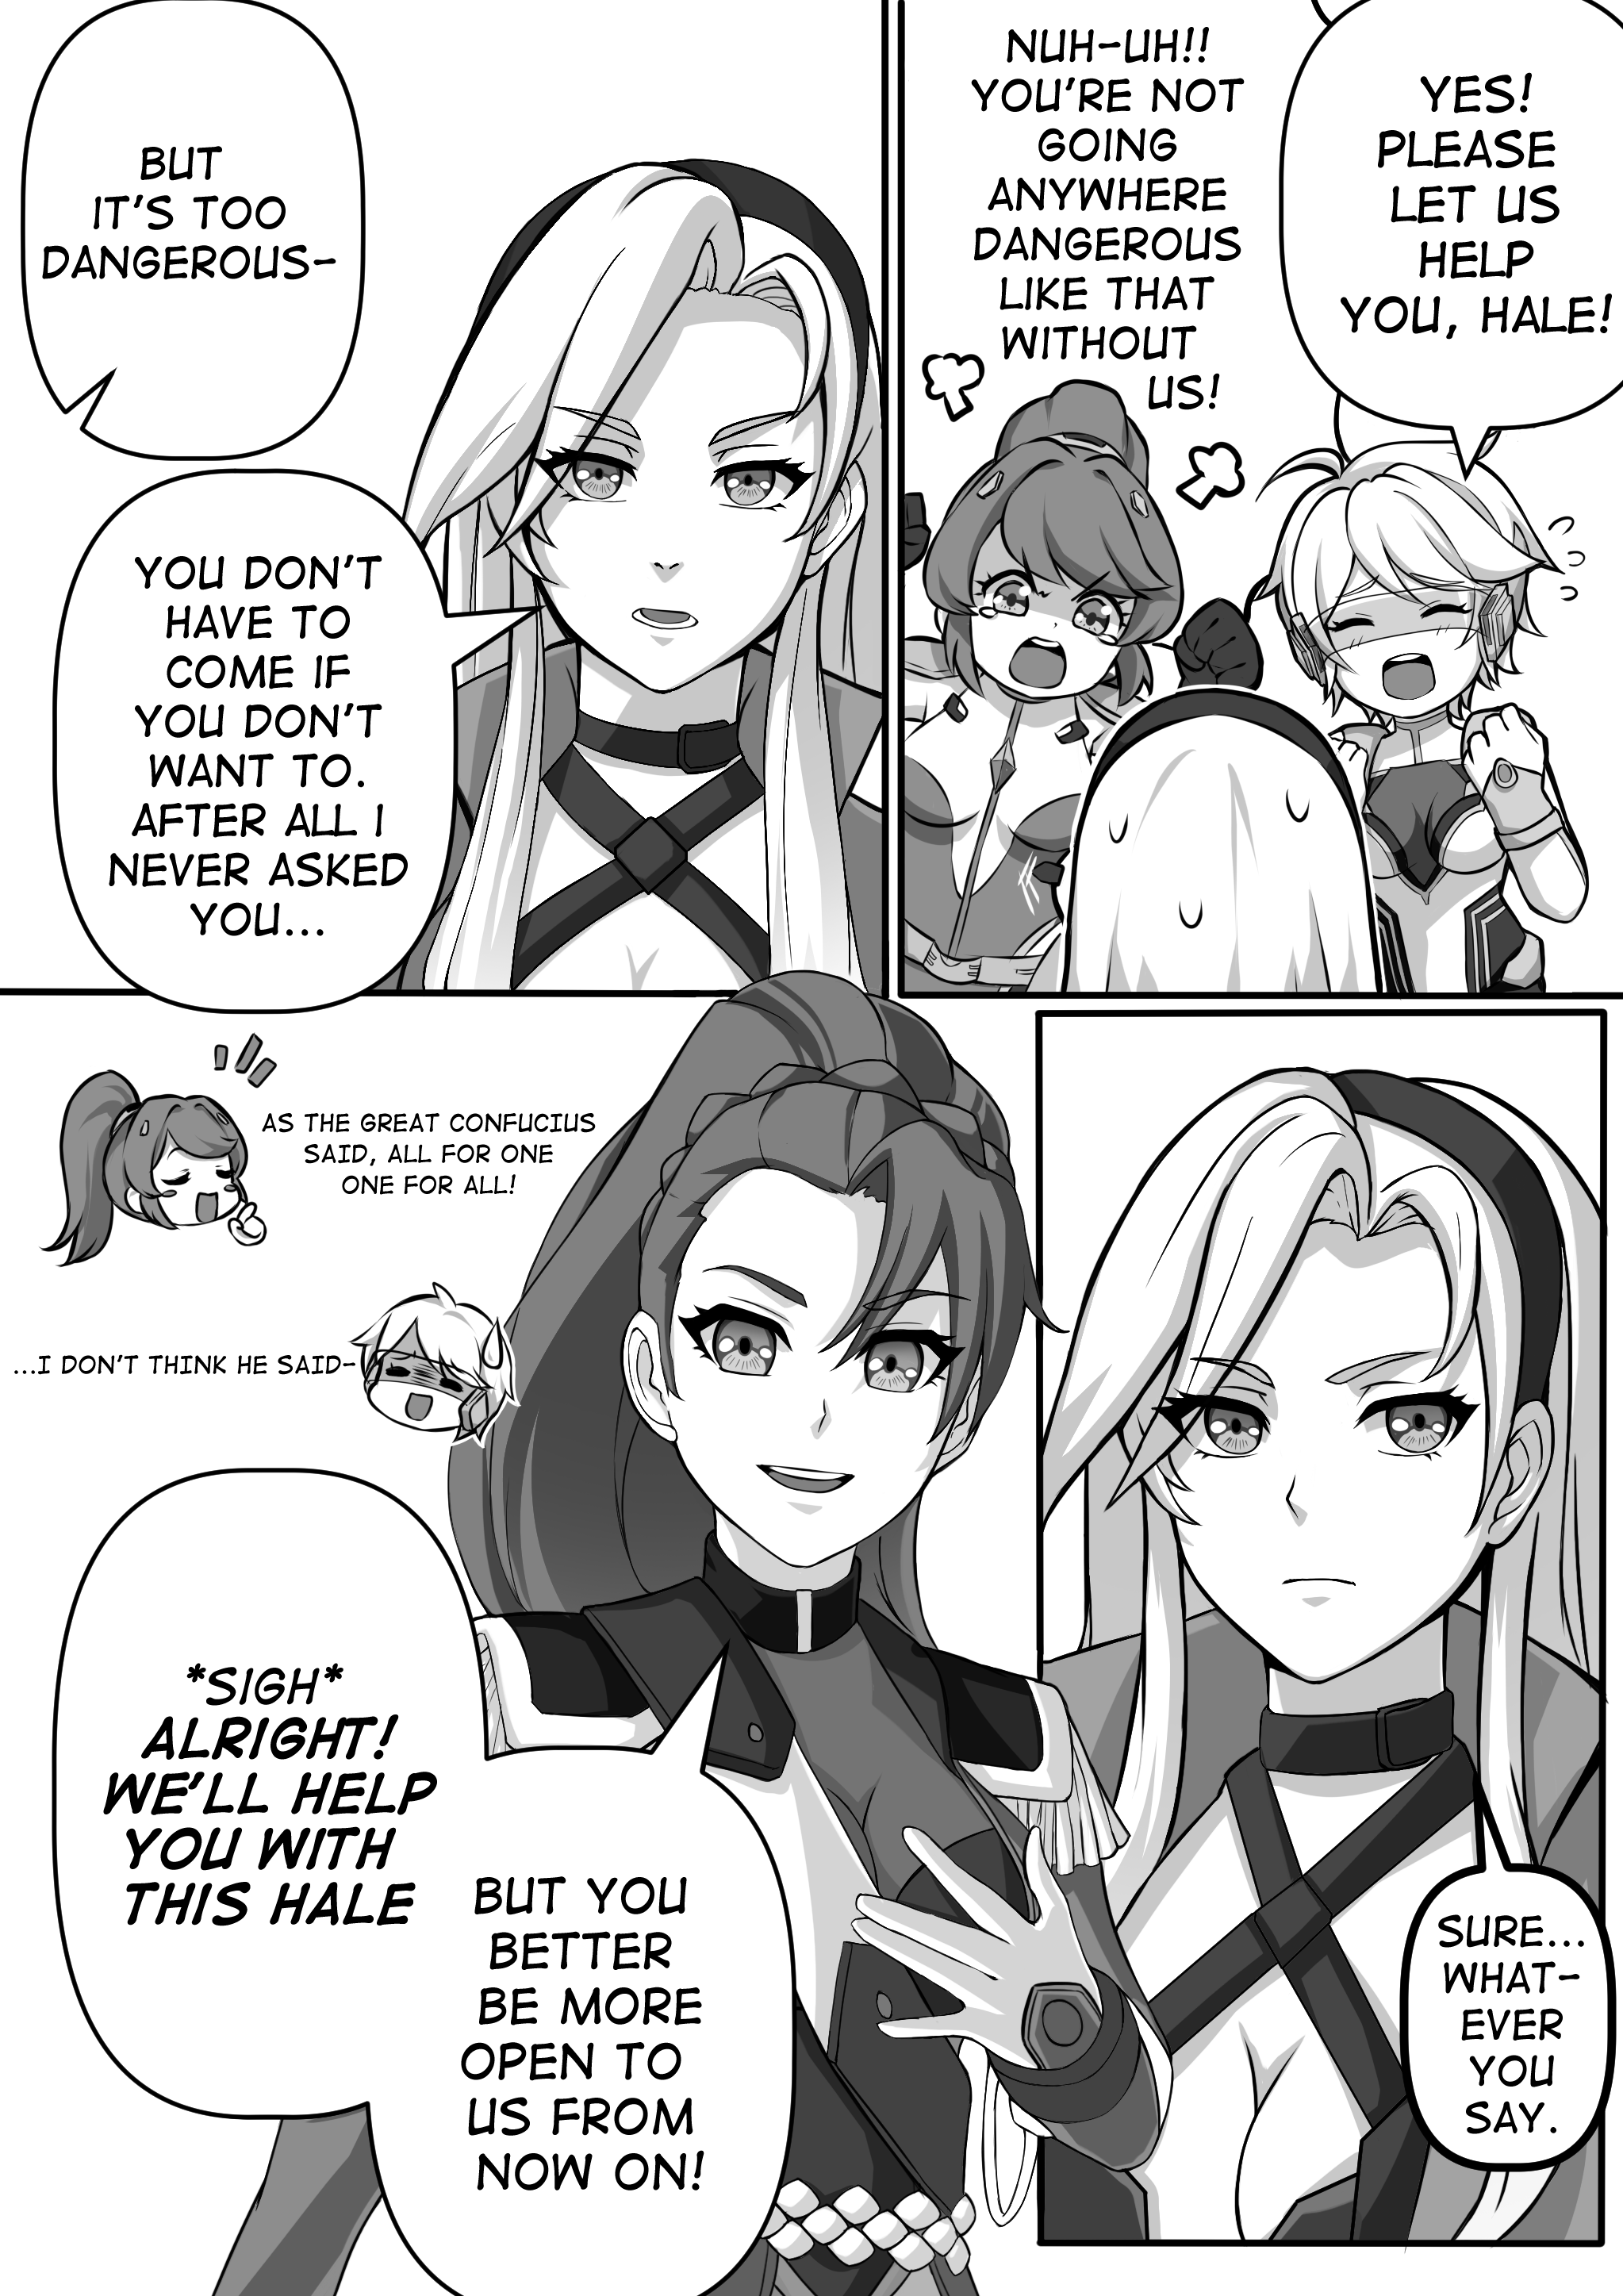 BUT
IT'S TOO
DANGEROUS-
YOU DON'T
HAVE TO
COME IF
YOU DON'T
WANT TO.
AFTER ALL I
NEVER ASKED
YOU...
NUH-UH!!
YOU'RE NOT
GOING
ANYWHERE
DANGEROUS
LIKE THAT
WITHOUT
US!
YES!
PLEASE
LET US
HELP
YOU, HALE!
AS THE GREAT CONFUCIUS
SAID, ALL FOR ONE
ONE FOR ALL!
...I DON'T THINK HE SAID-
*SIGH*
ALRIGHT!
WE'LL HELP
YOU WITH
THIS HALE
BUT YOU
BETTER
BE MORE
OPEN TO
US FROM
NOW ON!
SURE...
WHAT-
EVER
YOU
SAY.